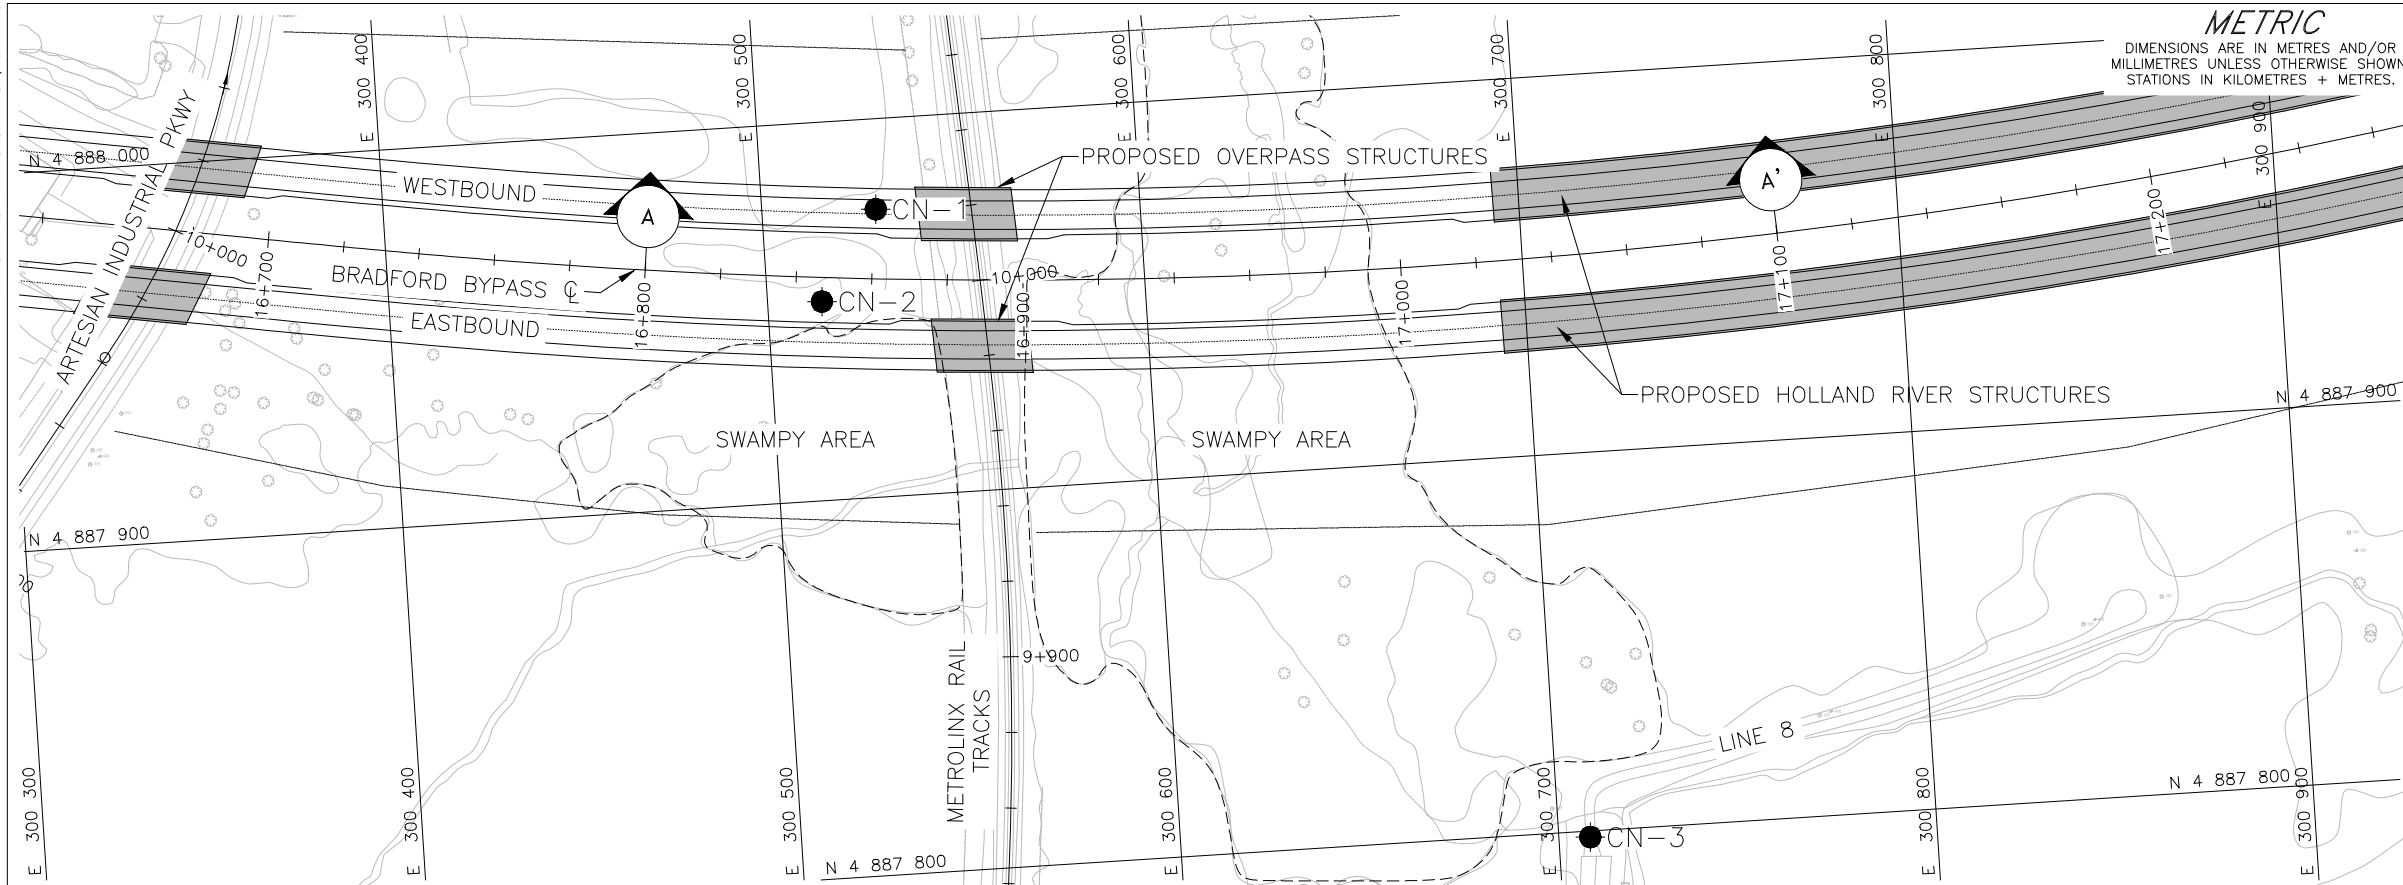 METRIC
DIMENSIONS ARE IN METRES AND/OR
MILLIMETRES UNLESS OTHERWISE SHOWN
STATIONS IN KILOMETRES + METRES.
E 300 400
E 300 500
E 300 600
E 300 700
E 300 800
E 300 900
N 4 888 000
ARTESIAN INDUSTRIAL PKWY
WESTBOUND
PROPOSED OVERPASS STRUCTURES
A
A'
CN-1
10+000
16+700
BRADFORD BYPASS ℄
16+800
CN-2
10+000
16+900
17+000
17+100
17+200
EASTBOUND
PROPOSED HOLLAND RIVER STRUCTURES
N 4 887 900
SWAMPY AREA
SWAMPY AREA
N 4 887 900
METROLINX RAIL
TRACKS
9+900
LINE 8
N 4 887 800
E 300 300
E 300 400
E 300 500
E 300 600
E 300 700
E 300 800
E 300 900
CN-3
N 4 887 800